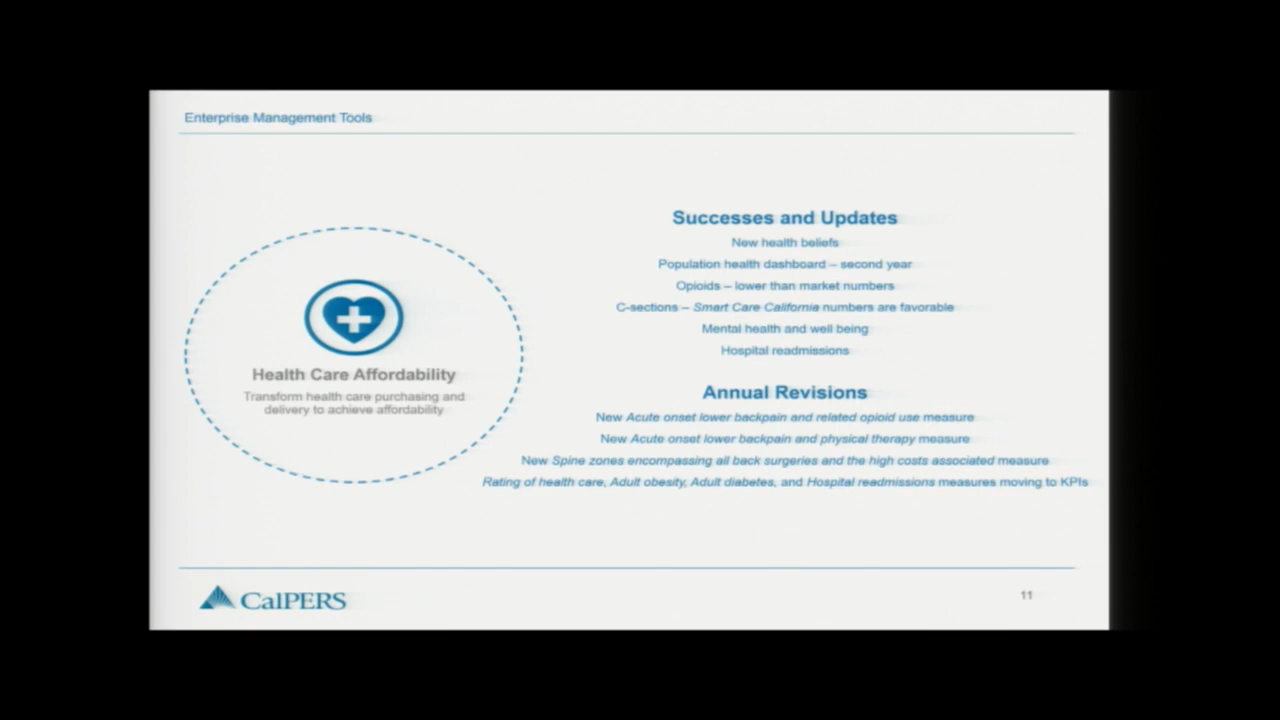 Enterprise Management Tools
Health Care Affordability
Transform health care purchasing and
delivery to achieve affordability
Successes and Updates
New health beliefs
Population health dashboard – second year
Opioids – lower than market numbers
C-sections – Smart Care California numbers are favorable
Mental health and well being
Hospital readmissions
Annual Revisions
New Acute onset lower backpain and related opioid use measure
New Acute onset lower backpain and physical therapy measure
New Spine zones encompassing all back surgeries and the high costs associated measure
Rating of health care, Adult obesity, Adult diabetes, and Hospital readmissions measures moving to KPIs
CalPERS
11